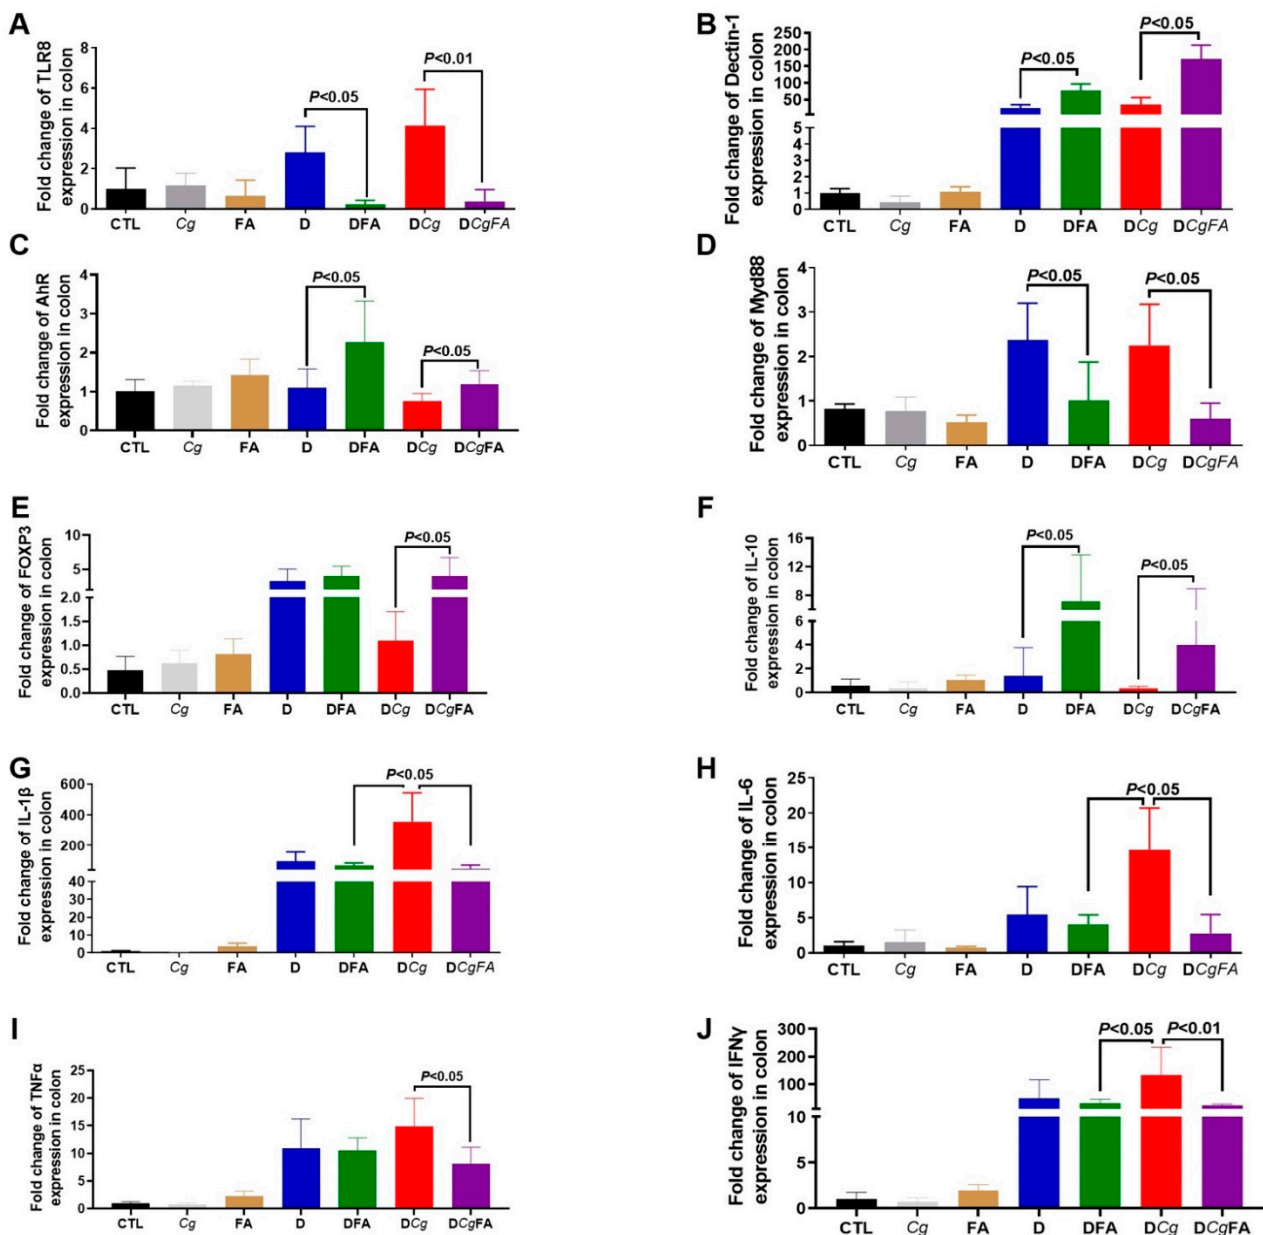 A
Fold change of TLR8
expression in colon
8
6
4
2
0
P<0.05
P<0.01
CTL Cg FA D DFA DCg DCgFA
B
Fold change of Dectin-1
expression in colon
250
200
150
100
50
5
4
3
2
1
0
P<0.05
P<0.05
CTL Cg FA D DFA DCg DCgFA
C
Fold change of AhR
expression in colon
4
3
2
1
0
P<0.05
P<0.05
CTL Cg FA D DFA DCg DCgFA
D
Fold change of Myd88
expression in colon
4
3
2
1
0
P<0.05
P<0.05
CTL Cg FA D DFA DCg DCgFA
E
Fold change of FOXP3
expression in colon
10
5
2.0
1.5
1.0
0.5
0.0
P<0.05
CTL Cg FA D DFA DCg DCgFA
F
Fold change of IL-10
expression in colon
16
12
8
6
4
2
0
P<0.05
P<0.05
CTL Cg FA D DFA DCg DCgFA
G
Fold change of IL-1β
expression in colon
600
400
200
40
30
20
10
0
P<0.05
CTL Cg FA D DFA DCg DCgFA
H
Fold change of IL-6
expression in colon
25
20
15
10
5
0
P<0.05
CTL Cg FA D DFA DCg DCgFA
I
Fold change of TNFα
expression in colon
25
20
15
10
5
0
P<0.05
CTL Cg FA D DFA DCg DCgFA
J
Fold change of IFNγ
expression in colon
300
200
100
10
5
0
P<0.05
P<0.01
CTL Cg FA D DFA DCg DCgFA